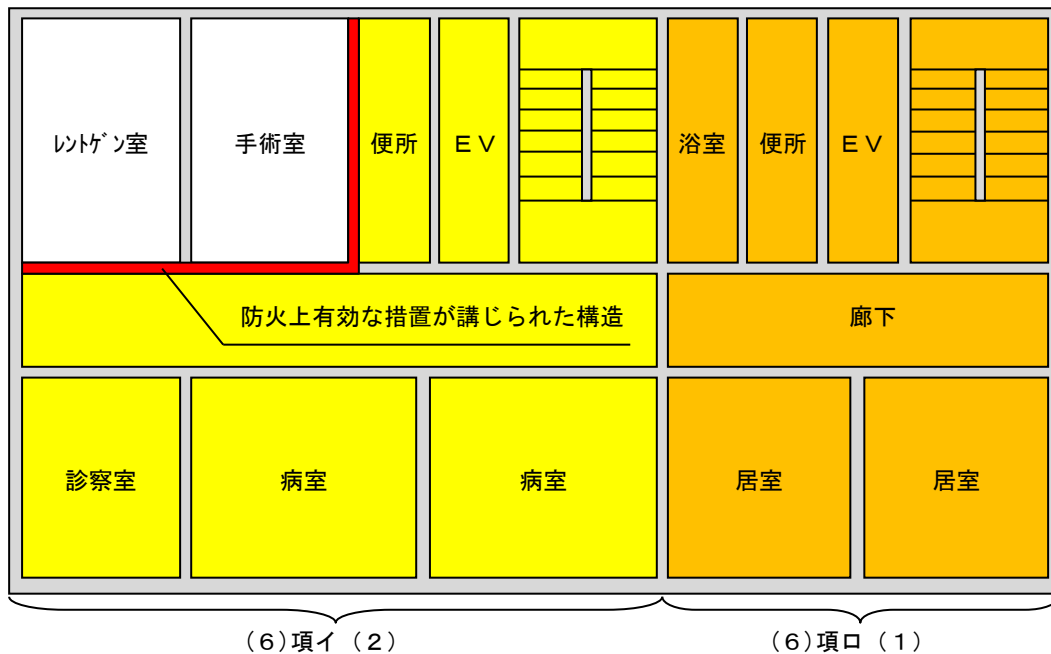 ﾚﾝﾄｹﾞﾝ室
手術室
便所
ＥＶ
浴室
便所
ＥＶ
防火上有効な措置が講じられた構造
廊下
診察室
病室
病室
居室
居室
(６)項イ（２）
(６)項ロ（１）